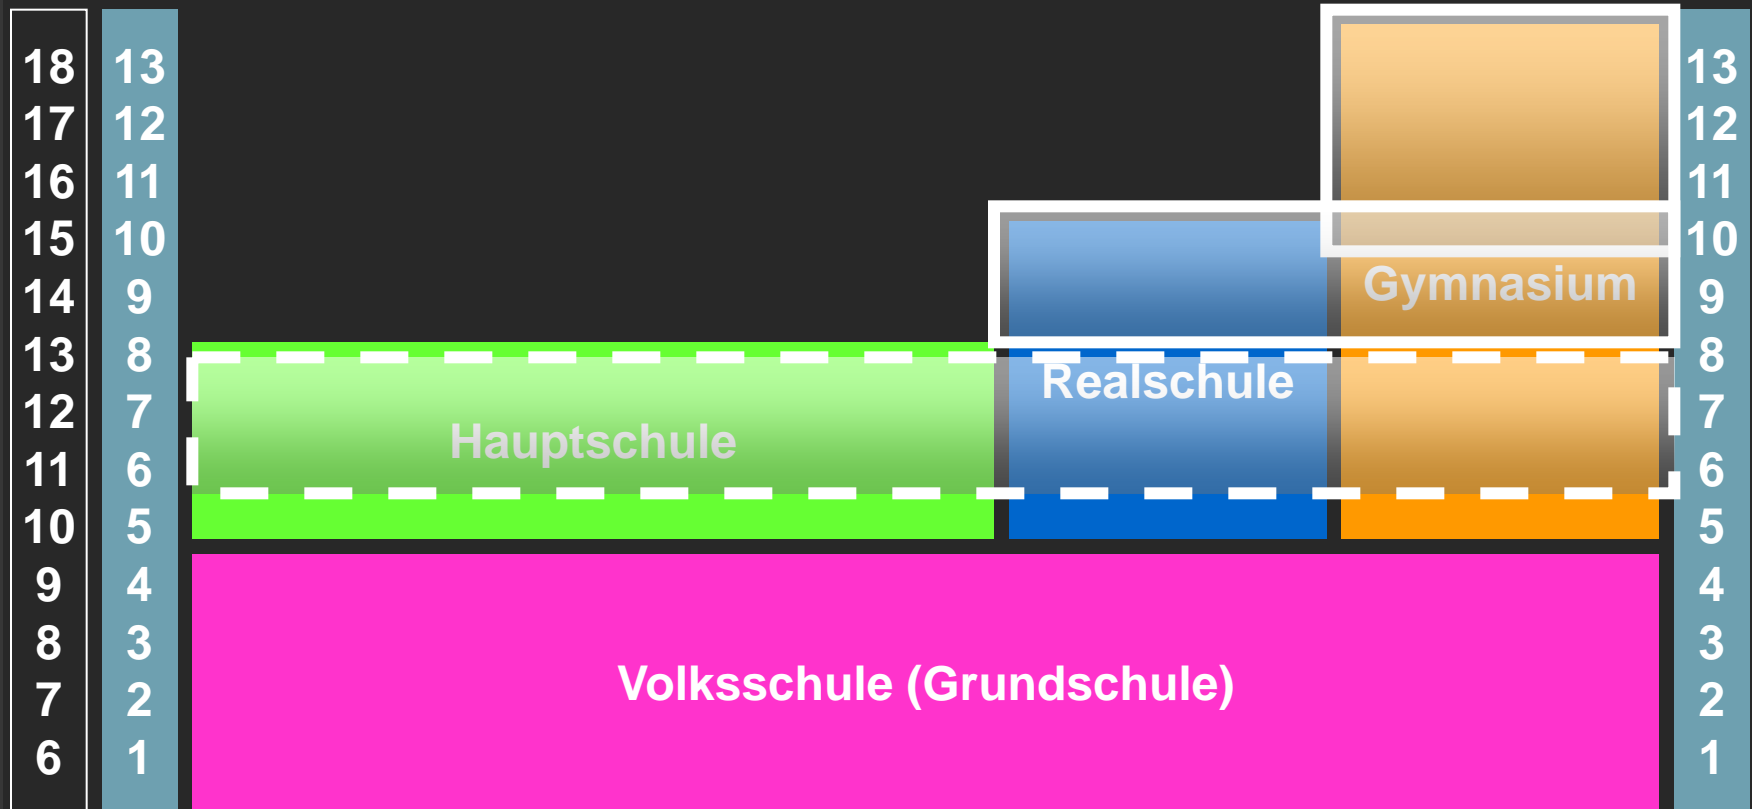 18 13 13
17 12 12
16 11 11
15 10 10
Gymnasium
14 9 9
13 8 8
Realschule
12 7 7
Hauptschule
11 6 6
10 5 5
9 4 4
8 3 3
Volksschule (Grundschule)
7 2 2
6 1 1